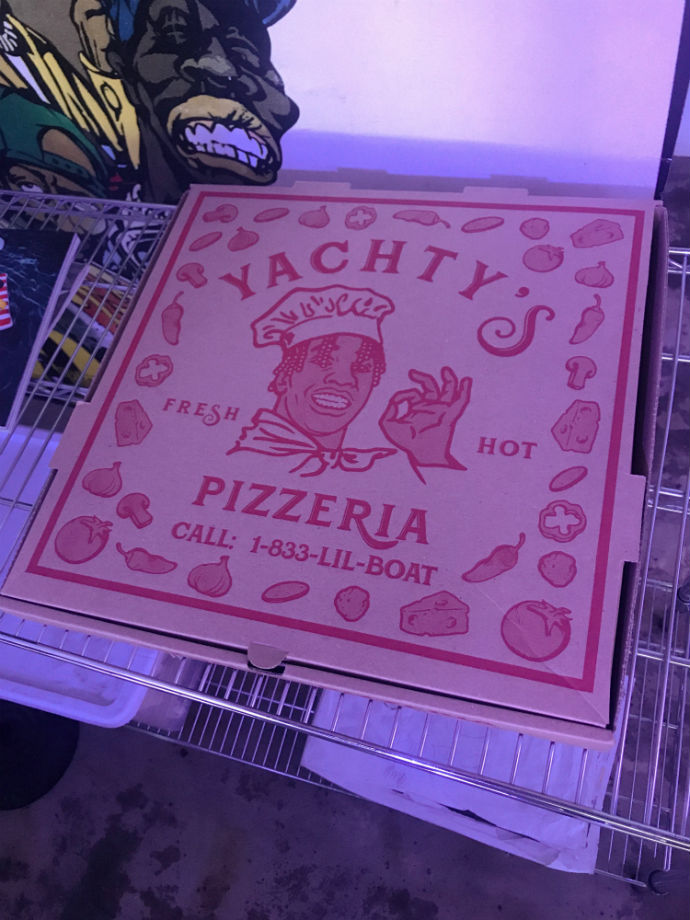 YACHTY'S
FRESH
HOT
PIZZERIA
CALL: 1-833-LIL-BOAT